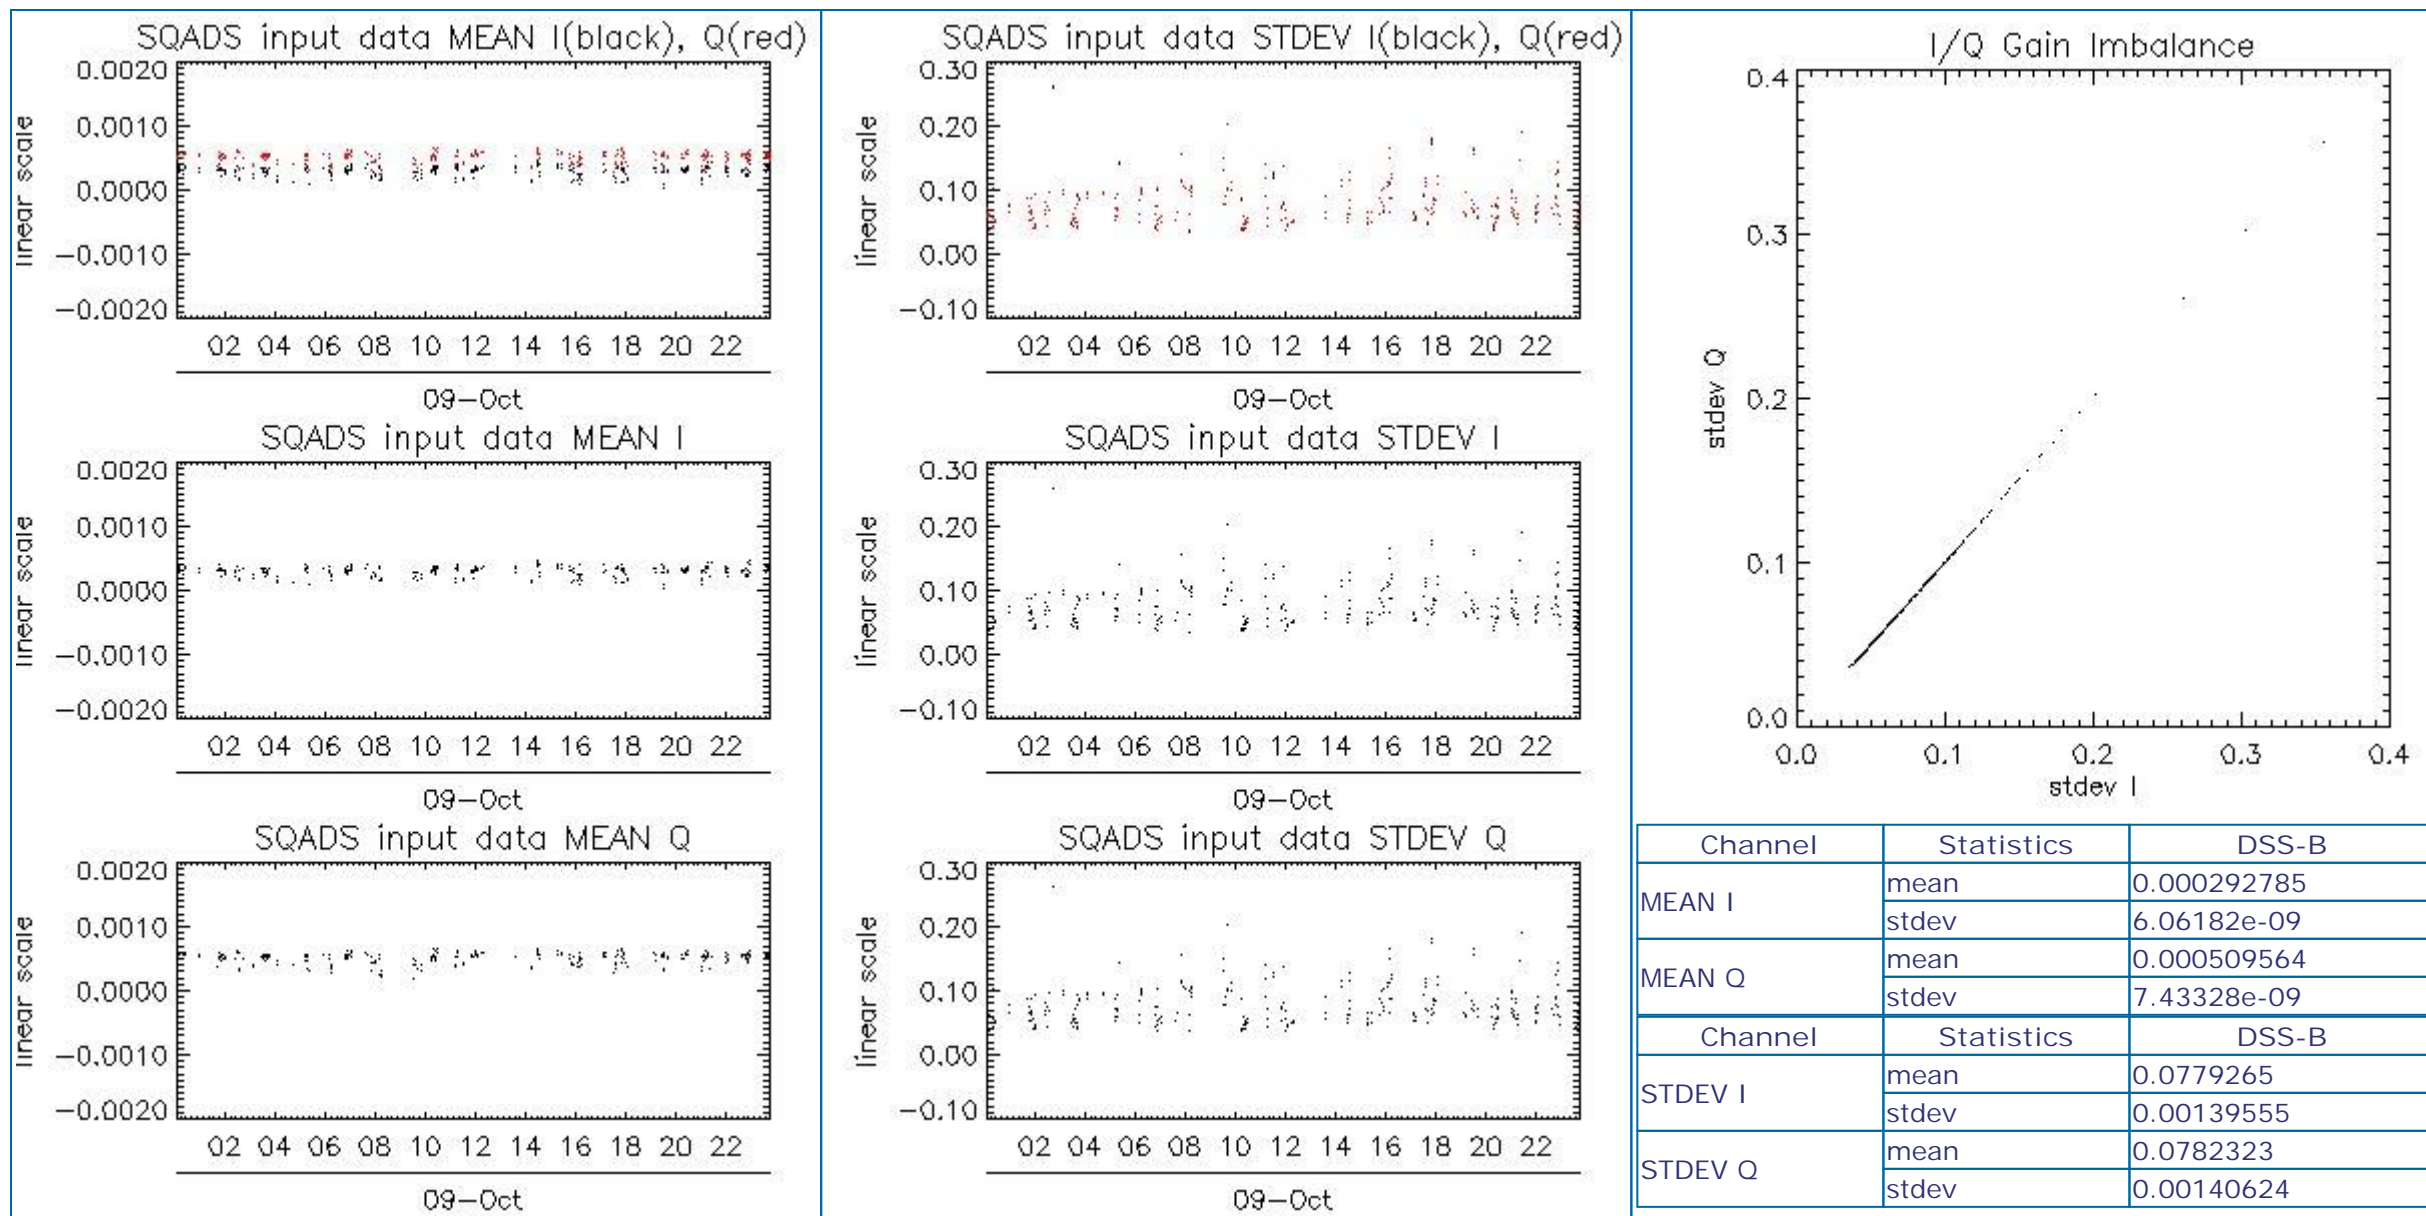 SQADS input data MEAN I(black), Q(red)
0.0020
0.0010
0.0000
−0.0010
−0.0020
linear scale
02 04 06 08 10 12 14 16 18 20 22
09−Oct
SQADS input data MEAN I
0.0020
0.0010
0.0000
−0.0010
−0.0020
linear scale
02 04 06 08 10 12 14 16 18 20 22
09−Oct
SQADS input data MEAN Q
0.0020
0.0010
0.0000
−0.0010
−0.0020
linear scale
02 04 06 08 10 12 14 16 18 20 22
09−Oct
SQADS input data STDEV I(black), Q(red)
0.30
0.20
0.10
0.00
−0.10
linear scale
02 04 06 08 10 12 14 16 18 20 22
09−Oct
SQADS input data STDEV I
0.30
0.20
0.10
0.00
−0.10
linear scale
02 04 06 08 10 12 14 16 18 20 22
09−Oct
SQADS input data STDEV Q
0.30
0.20
0.10
0.00
−0.10
linear scale
02 04 06 08 10 12 14 16 18 20 22
09−Oct
I/Q Gain Imbalance
0.4
0.3
0.2
0.1
0.0
stdev Q
0.0 0.1 0.2 0.3 0.4
stdev I
Channel Statistics DSS-B
MEAN I mean 0.000292785
stdev 6.06182e-09
MEAN Q mean 0.000509564
stdev 7.43328e-09
Channel Statistics DSS-B
STDEV I mean 0.0779265
stdev 0.00139555
STDEV Q mean 0.0782323
stdev 0.00140624